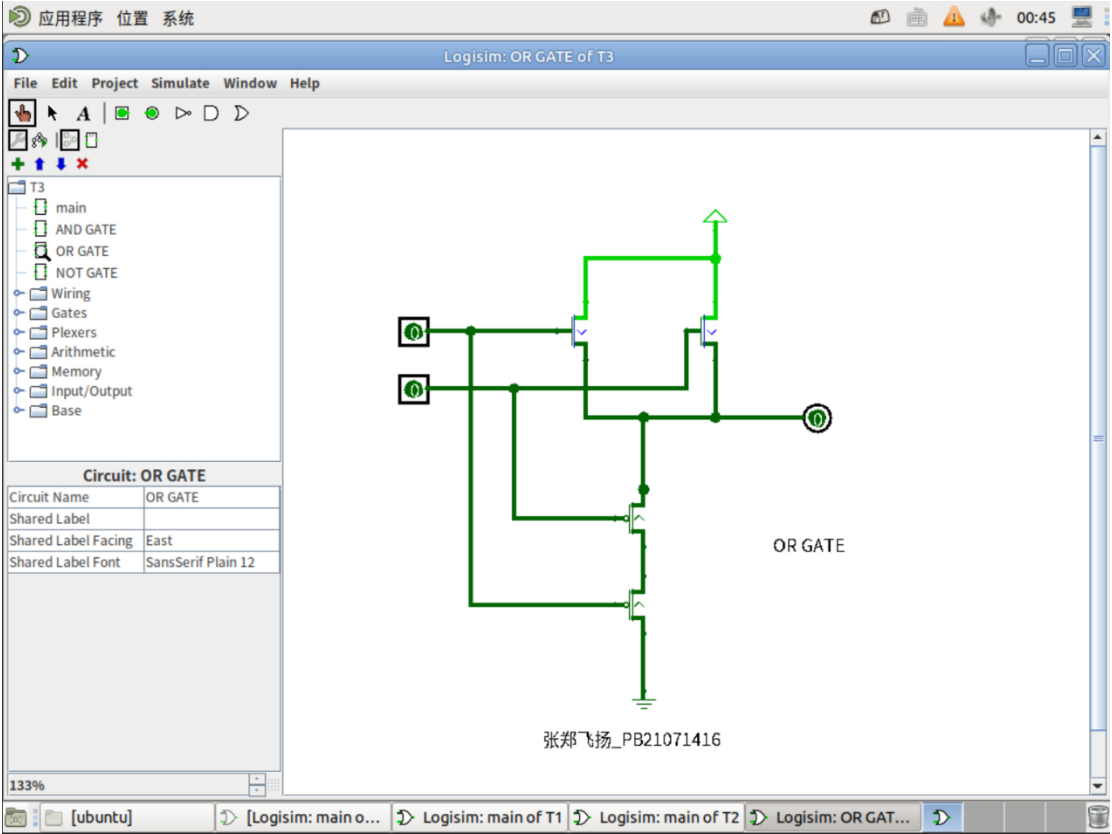 应用程序 位置 系统 00:45
Logisim: OR GATE of T3
File Edit Project Simulate Window Help
A
T3
main
AND GATE
OR GATE
NOT GATE
Wiring
Gates
Plexers
Arithmetic
Memory
Input/Output
Base
Circuit: OR GATE
Circuit Name OR GATE
Shared Label
Shared Label Facing East
Shared Label Font SansSerif Plain 12
0
0
0
OR GATE
张郑飞扬_PB21071416
133%
[ubuntu] [Logisim: main o... Logisim: main of T1 Logisim: main of T2 Logisim: OR GAT...